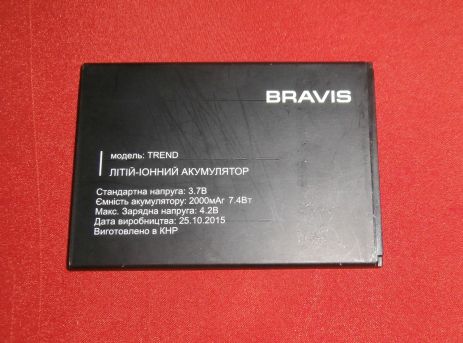 BRAVIS
модель: TREND
ЛІТІЙ-ІОННИЙ АКУМУЛЯТОР
Стандартна напруга: 3.7В
Ємність акумулятору: 2000мАг 7.4Вт
Макс. Зарядна напруга: 4.2В
Дата виробництва: 25.10.2015
Виготовлено в КНР